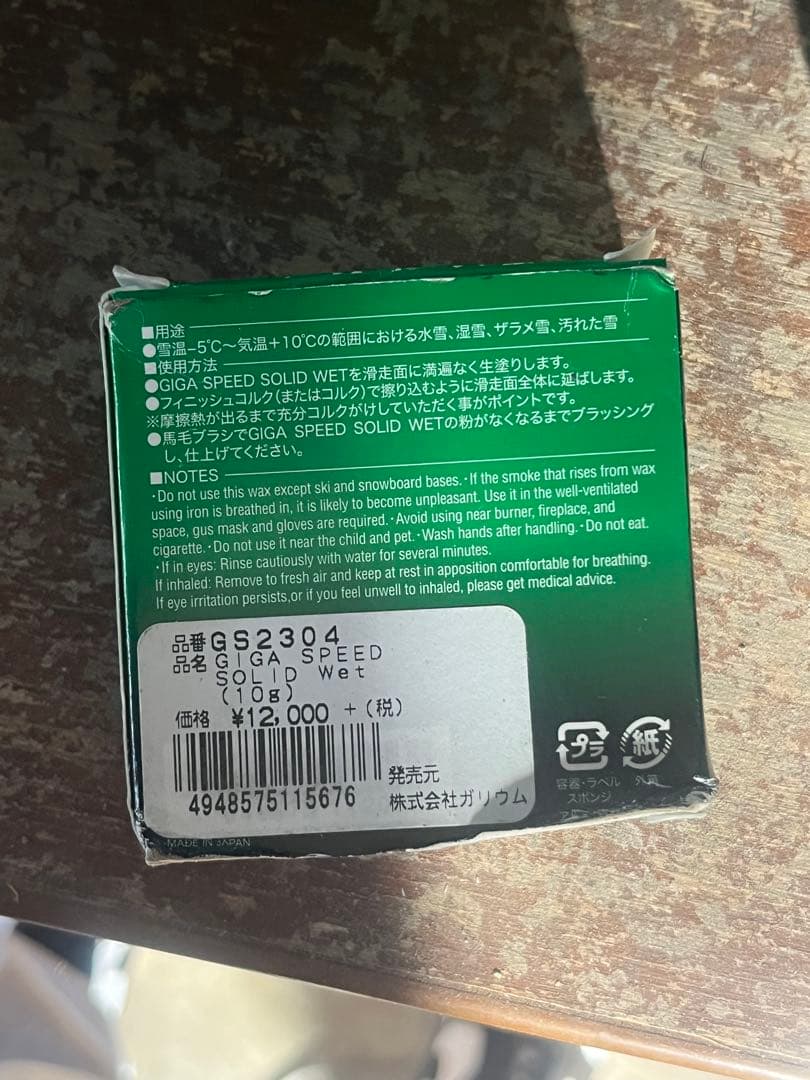 ■用途
●雪温-5℃〜気温+10℃の範囲における水雪、湿雪、ザラメ雪、汚れた雪
■使用方法
●GIGA SPEED SOLID WETを滑走面に満遍なく生塗りします。
●フィニッシュコルク(またはコルク)で擦り込むように滑走面全体に延ばします。
※摩擦熱が出るまで充分コルクがけしていただく事がポイントです。
●馬毛ブラシでGIGA SPEED SOLID WETの粉がなくなるまでブラッシング
し、仕上げてください。
■NOTES
・Do not use this wax except ski and snowboard bases.・If the smoke that rises from wax
using iron is breathed in, it is likely to become unpleasant. Use it in the well-ventilated
space, gus mask and gloves are required.・Avoid using near burner, fireplace, and
cigarette.・Do not use it near the child and pet.・Wash hands after handling.・Do not eat.
・If in eyes: Rinse cautiously with water for several minutes.
If inhaled: Remove to fresh air and keep at rest in apposition comfortable for breathing.
If eye irritation persists,or if you feel unwell to inhaled, please get medical advice.
品番GS2304
品名 GIGA SPEED
SOLID Wet
(10g)
価格 ¥12,000 +(税)
4948575115676
発売元
株式会社ガリウム
プラ
紙
容器・ラベル
スポンジ
外箱
MADE IN JAPAN